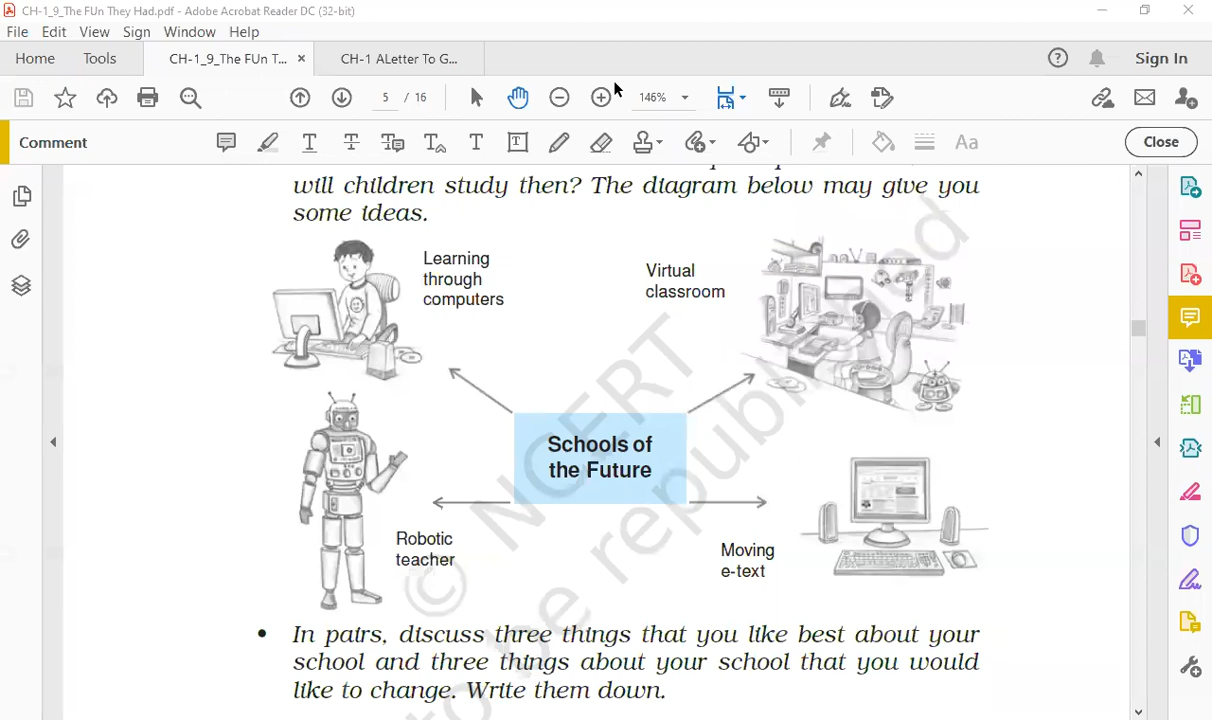 CH-1_9_The FUn They Had.pdf - Adobe Acrobat Reader DC (32-bit)
File Edit View Sign Window Help
Home Tools CH-1_9_The FUn T... × CH-1 ALetter To G... Sign In
5 / 16 146%
Comment Close
will children study then? The diagram below may give you
some ideas.
Learning
through
computers
Virtual
classroom
Schools of
the Future
Robotic
teacher
Moving
e-text
© NCERT
be republished
• In pairs, discuss three things that you like best about your
school and three things about your school that you would
like to change. Write them down.